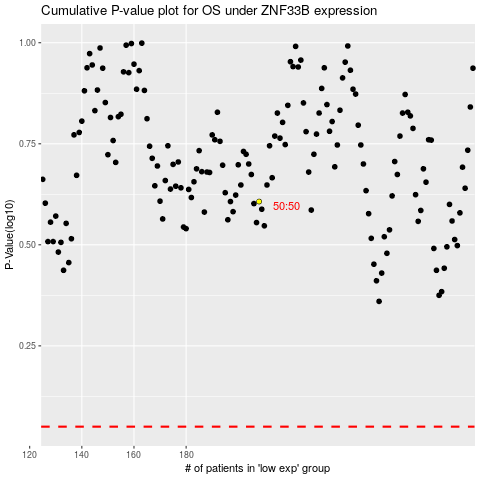 Cumulative P-value plot for OS under ZNF33B expression
1.00
0.75
0.50
0.25
P-Value(log10)
50:50
120 140 160 180
# of patients in 'low exp' group